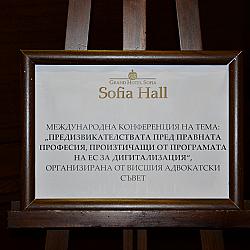 GRAND HOTEL SOFIA
Sofia Hall
МЕЖДУНАРОДНА КОНФЕРЕНЦИЯ НА ТЕМА:
„ПРЕДИЗВИКАТЕЛСТВАТА ПРЕД ПРАВНАТА
ПРОФЕСИЯ, ПРОИЗТИЧАЩИ ОТ ПРОГРАМАТА
НА ЕС ЗА ДИГИТАЛИЗАЦИЯ“,
ОРГАНИЗИРАНА ОТ ВИСШИЯ АДВОКАТСКИ
СЪВЕТ